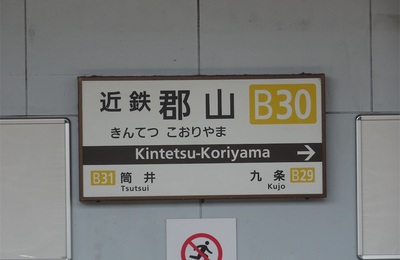 近鉄郡山 B30
きんてつ こおりやま
Kintetsu-Koriyama →
B31 筒井 九条 B29
Tsutsui Kujo